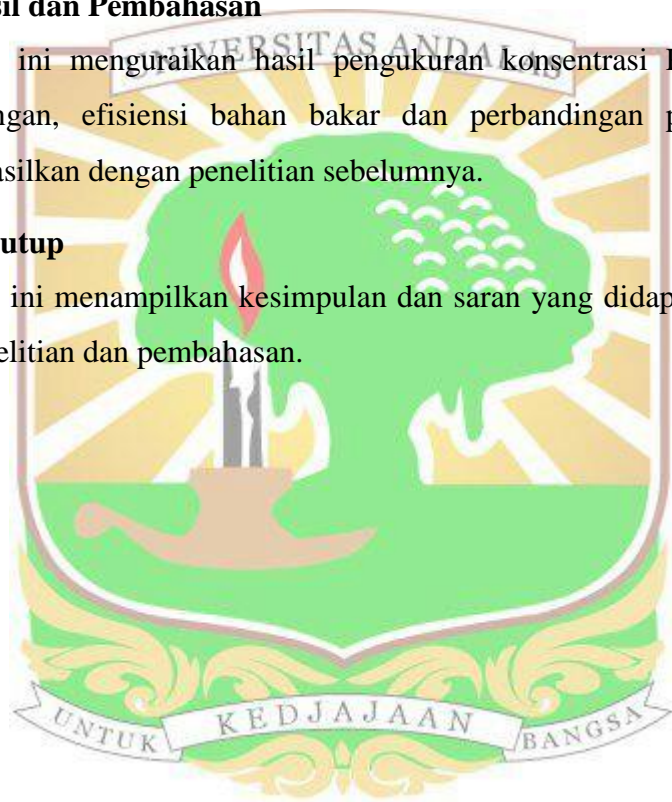 sil dan Pembahasan
UNIVERSITAS ANDALAS
ini menguraikan hasil pengukuran konsentrasi
ngan, efisiensi bahan bakar dan perbandingan p
asilkan dengan penelitian sebelumnya.
utup
ini menampilkan kesimpulan dan saran yang didap
elitian dan pembahasan.
UNTUK KEDJAJAAN BANGSA